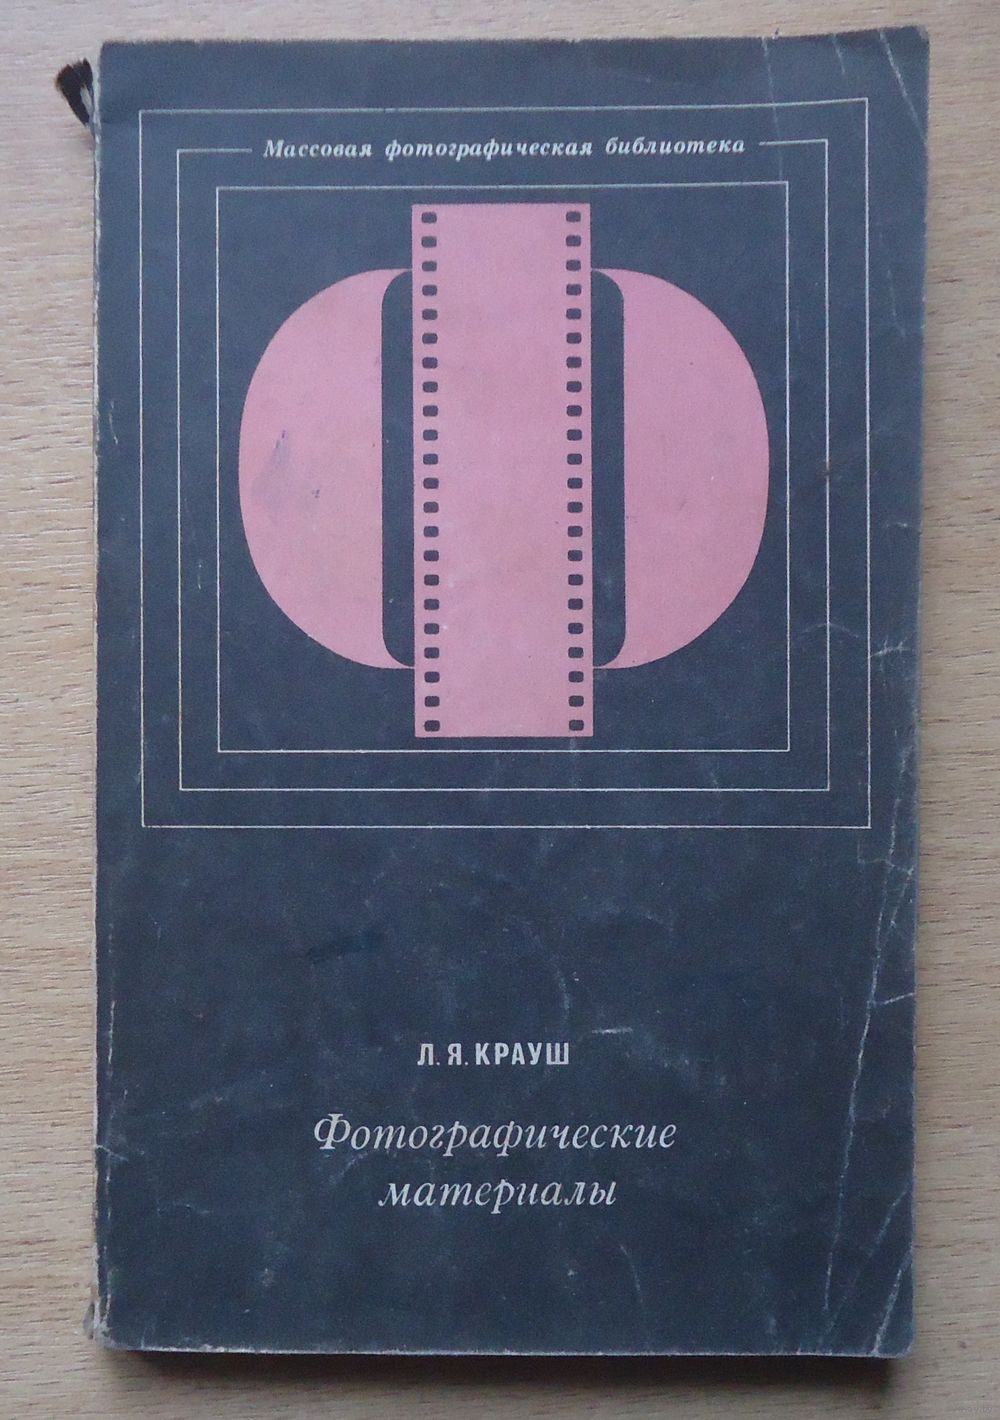 Массовая фотографическая библиотека
Л. Я. КРАУШ
Фотографические
материалы